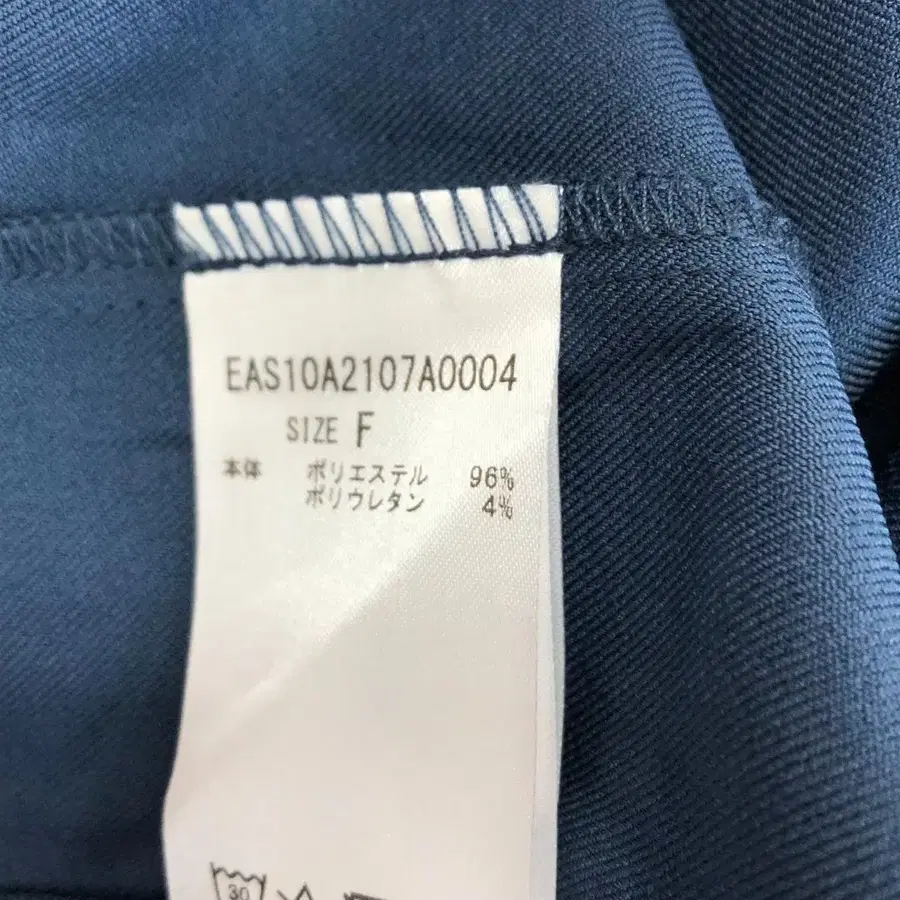 EAS10A2107A0004
SIZE F
本体 ポリエステル 96%
ポリウレタン 4%
30